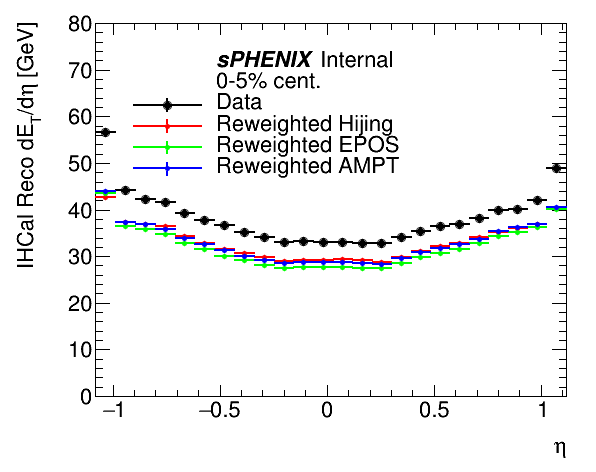 IHCal Reco dE_T/dη [GeV]
80
70
60
50
40
30
20
10
0
sPHENIX Internal
0-5% cent.
Data
Reweighted Hijing
Reweighted EPOS
Reweighted AMPT
−1 −0.5 0 0.5 1
η